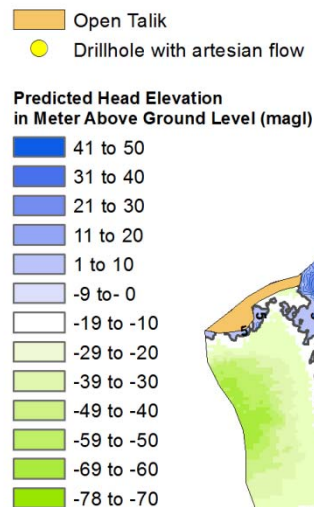 Open Talik
Drillhole with artesian flow
Predicted Head Elevation
in Meter Above Ground Level (magl)
41 to 50
31 to 40
21 to 30
11 to 20
1 to 10
-9 to- 0
-19 to -10
-29 to -20
-39 to -30
-49 to -40
-59 to -50
-69 to -60
-78 to -70
5
5